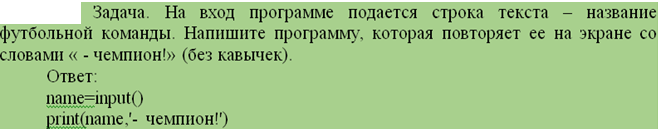 Задача. На вход программе подается строка текста – название
футбольной команды. Напишите программу, которая повторяет ее на экране со
словами « - чемпион!» (без кавычек).
Ответ:
name=input()
print(name,'- чемпион!')